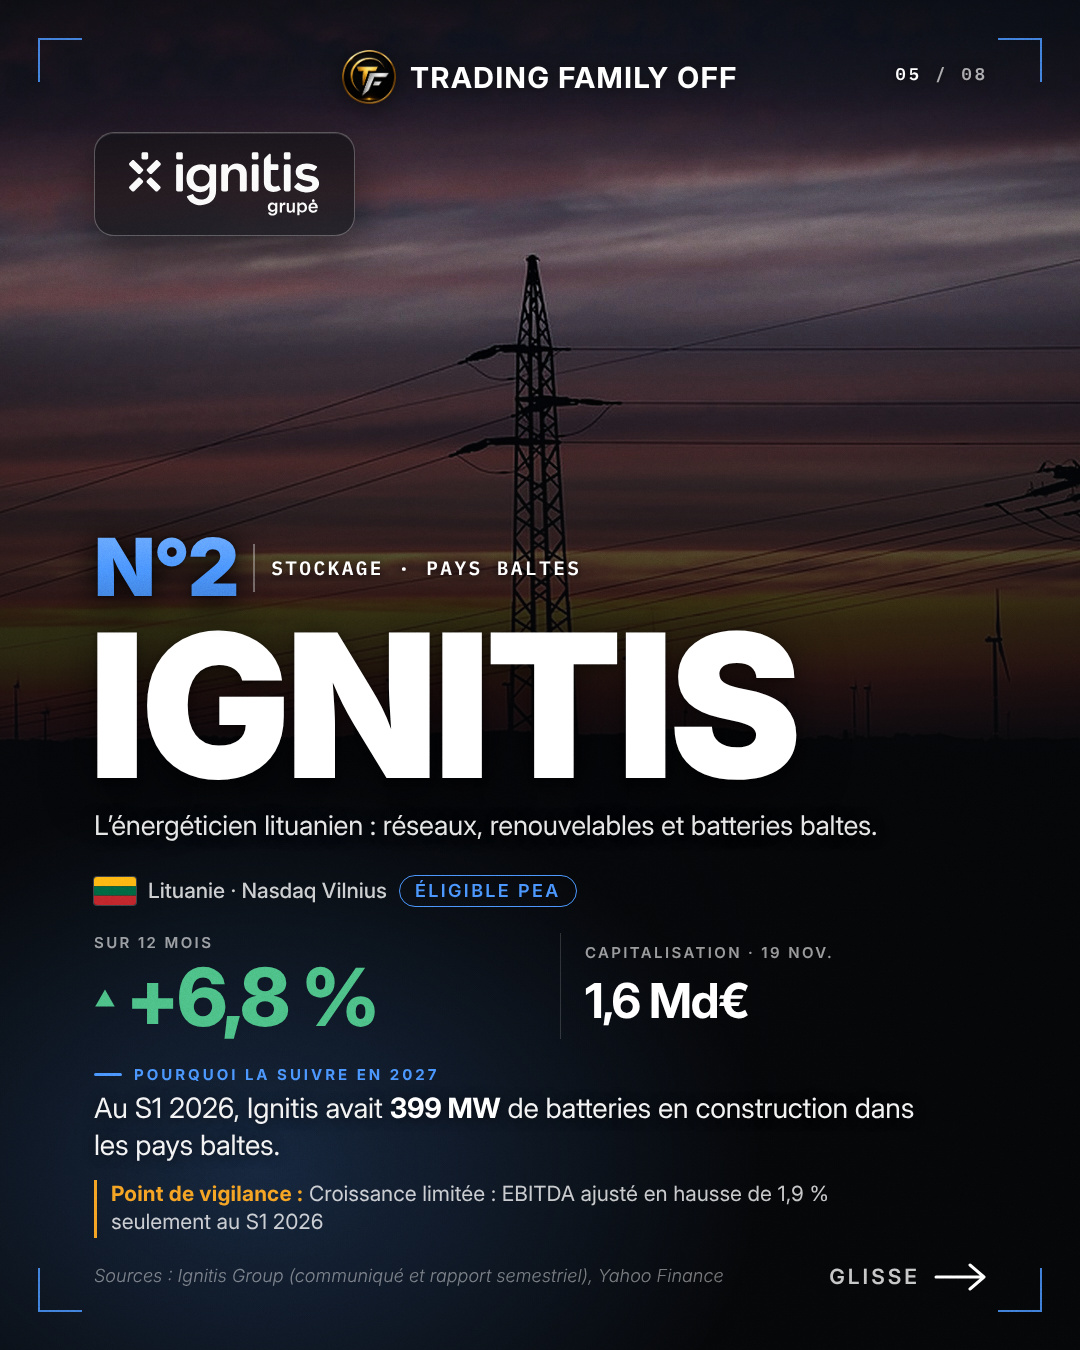 TF TRADING FAMILY OFF
05 / 08
ignitis
grupė
N°2
STOCKAGE · PAYS BALTES
IGNITIS
L’énergéticien lituanien : réseaux, renouvelables et batteries baltes.
Lituanie · Nasdaq Vilnius ÉLIGIBLE PEA
SUR 12 MOIS
+6,8 %
CAPITALISATION · 19 NOV.
1,6 Md€
POURQUOI LA SUIVRE EN 2027
Au S1 2026, Ignitis avait 399 MW de batteries en construction dans
les pays baltes.
Point de vigilance : Croissance limitée : EBITDA ajusté en hausse de 1,9 %
seulement au S1 2026
Sources : Ignitis Group (communiqué et rapport semestriel), Yahoo Finance
GLISSE